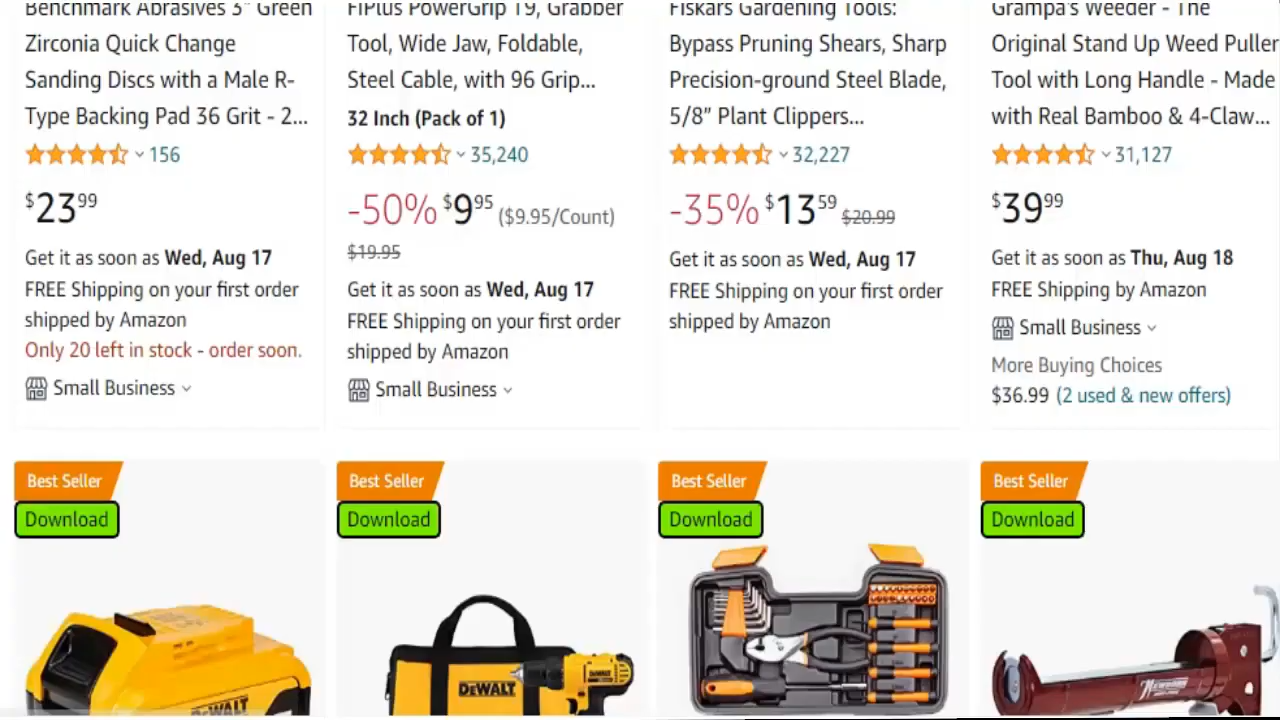 Benchmark Abrasives 3" Green
Zirconia Quick Change
Sanding Discs with a Male R-
Type Backing Pad 36 Grit - 2...
156
$23.99
Get it as soon as Wed, Aug 17
FREE Shipping on your first order
shipped by Amazon
Only 20 left in stock - order soon.
Small Business
FiPlus PowerGrip T9, Grabber
Tool, Wide Jaw, Foldable,
Steel Cable, with 96 Grip...
32 Inch (Pack of 1)
35,240
-50% $9.95 ($9.95/Count)
$19.95
Get it as soon as Wed, Aug 17
FREE Shipping on your first order
shipped by Amazon
Small Business
Fiskars Gardening Tools:
Bypass Pruning Shears, Sharp
Precision-ground Steel Blade,
5/8” Plant Clippers...
32,227
-35% $13.59 $20.99
Get it as soon as Wed, Aug 17
FREE Shipping on your first order
shipped by Amazon
Grampa's Weeder - The
Original Stand Up Weed Puller
Tool with Long Handle - Made
with Real Bamboo & 4-Claw...
31,127
$39.99
Get it as soon as Thu, Aug 18
FREE Shipping by Amazon
Small Business
More Buying Choices
$36.99 (2 used & new offers)
Best Seller
Download
DEWALT
Best Seller
Download
DEWALT
Best Seller
Download
Best Seller
Download
Newborn